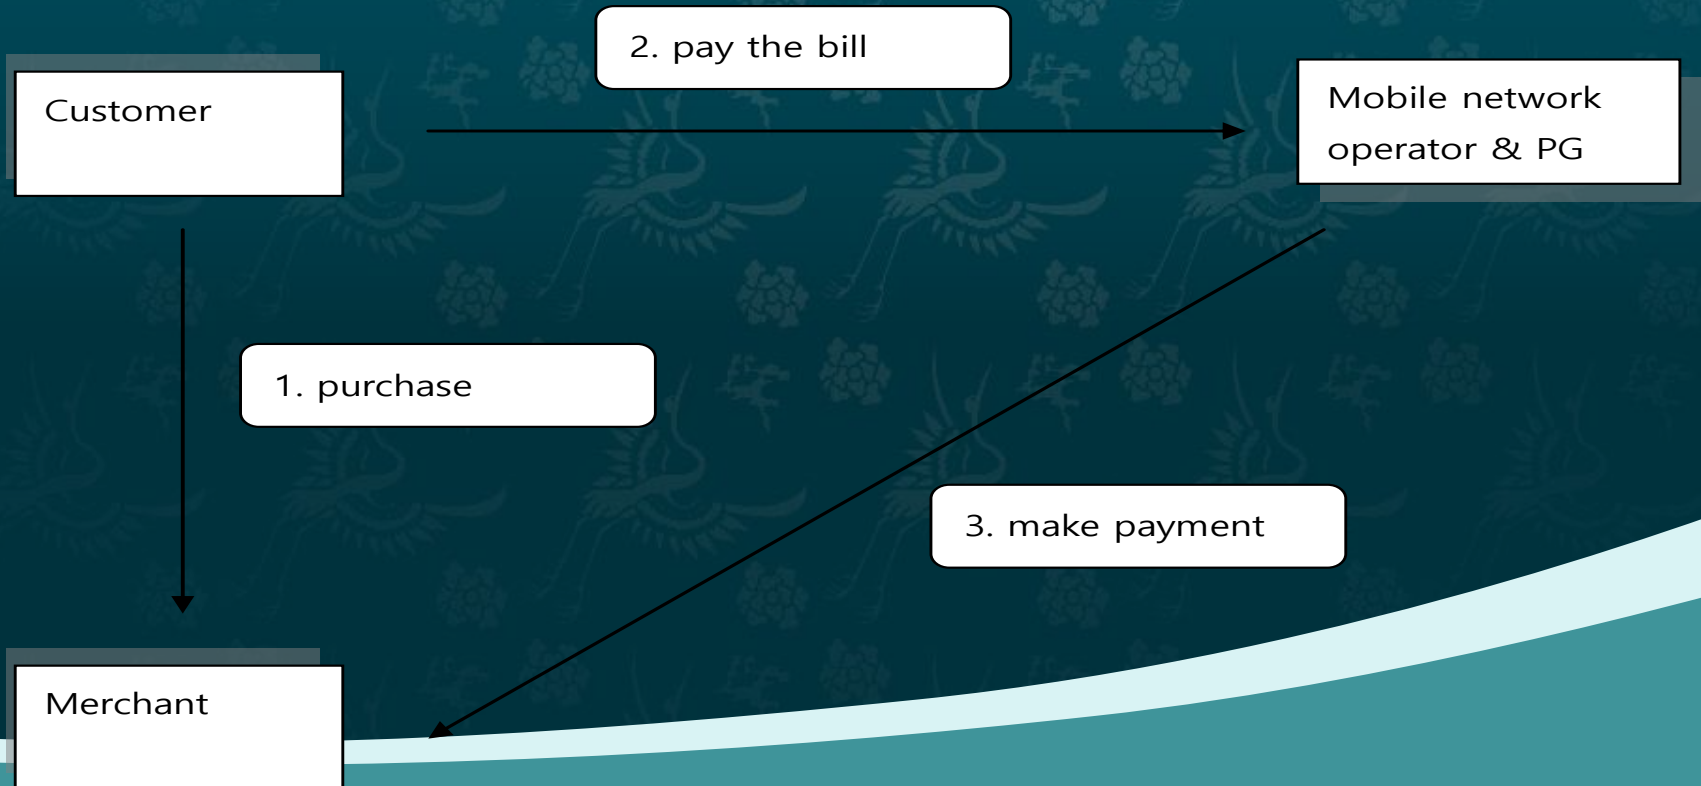 2. pay the bill
Customer
Mobile network
operator & PG
1. purchase
3. make payment
Merchant